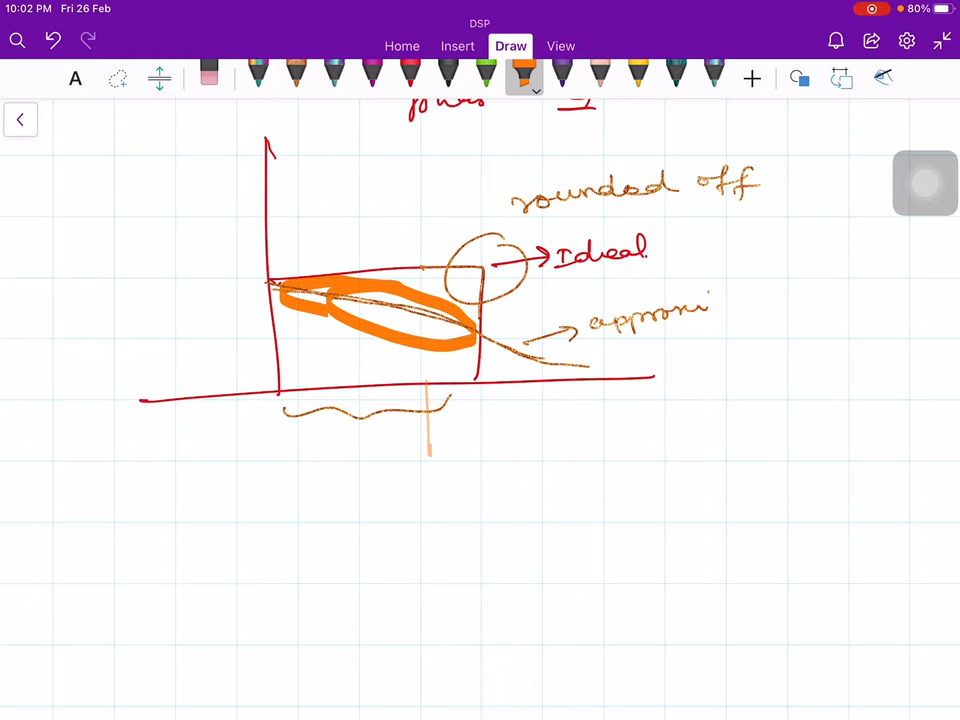 10:02 PM Fri 26 Feb
80%
DSP
Home Insert Draw View
A
rounded off
Ideal
approxi